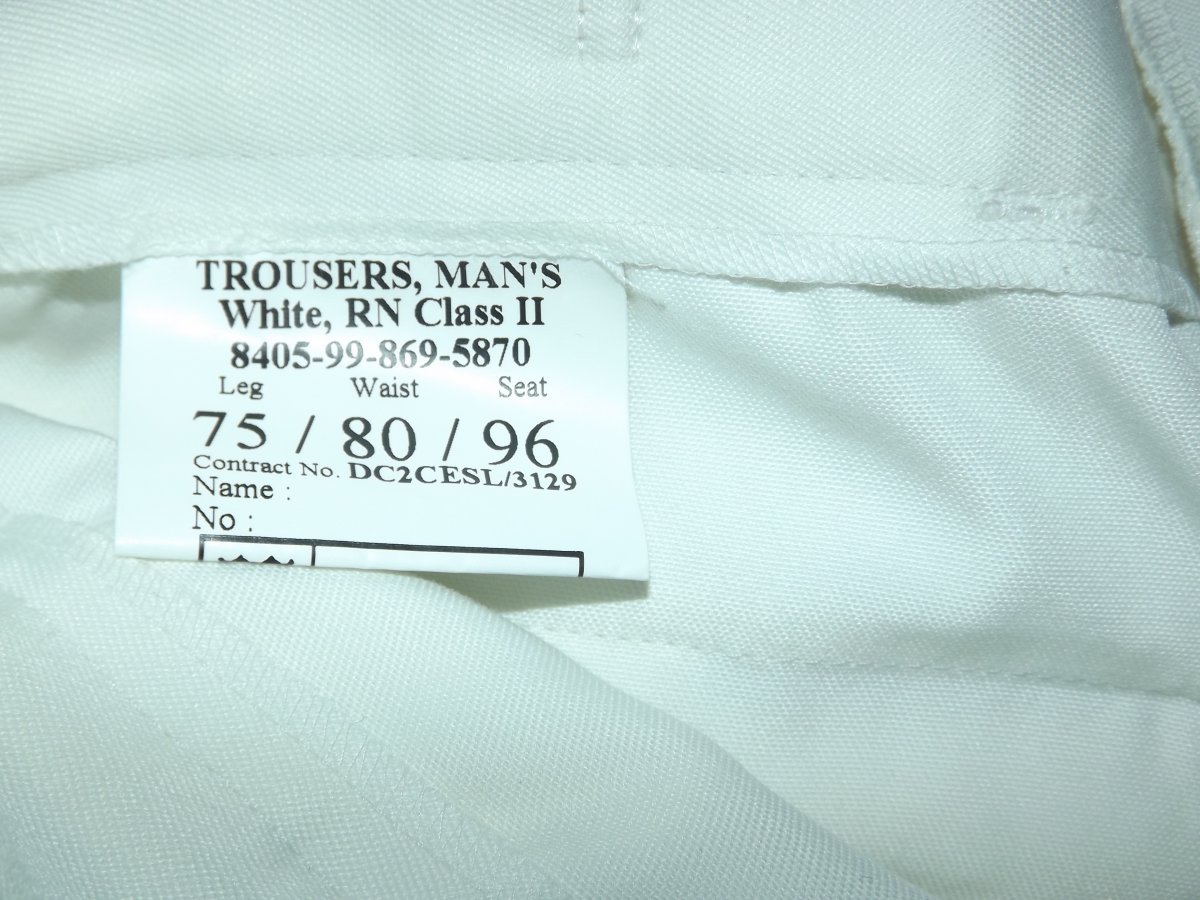 TROUSERS, MAN'S
White, RN Class II
8405-99-869-5870
Leg Waist Seat
75 / 80 / 96
Contract No. DC2CESL/3129
Name :
No :